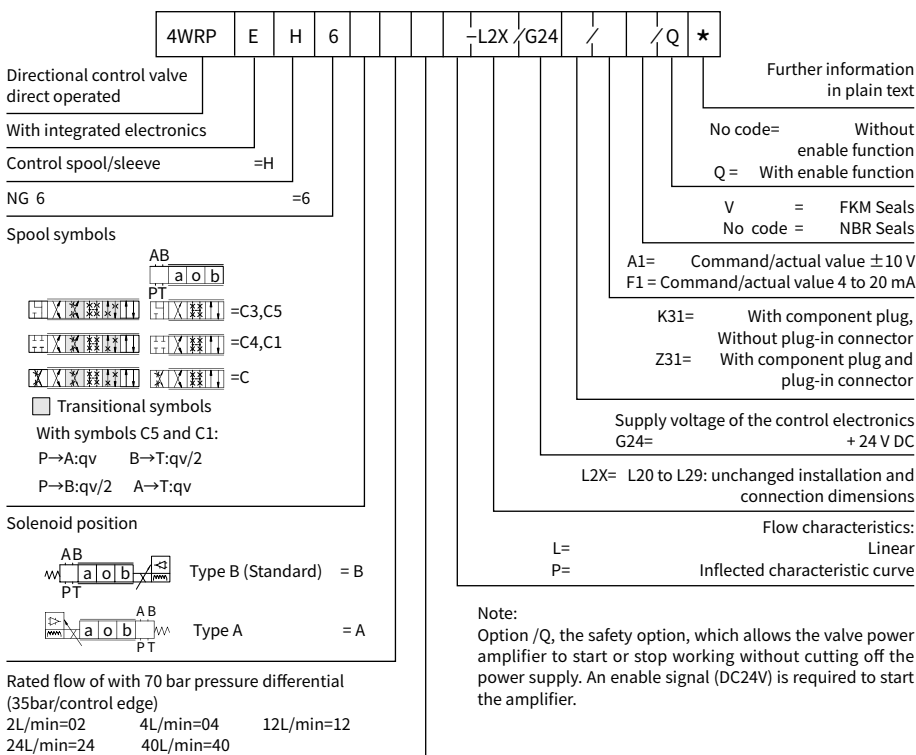 4WRP E H 6 –L2X /G24 / /Q *
Directional control valve
direct operated
With integrated electronics
Control spool/sleeve =H
NG 6 =6
Spool symbols
AB
a o b
PT
=C3,C5
=C4,C1
=C
Transitional symbols
With symbols C5 and C1:
P→A:qv B→T:qv/2
P→B:qv/2 A→T:qv
Solenoid position
AB
a o b
PT
Type B (Standard) = B
A B
a o b
P T
Type A = A
Rated flow of with 70 bar pressure differential
(35bar/control edge)
2L/min=02 4L/min=04 12L/min=12
24L/min=24 40L/min=40
Further information
in plain text
No code= Without
enable function
Q = With enable function
V = FKM Seals
No code = NBR Seals
A1= Command/actual value ±10 V
F1 = Command/actual value 4 to 20 mA
K31= With component plug,
Without plug-in connector
Z31= With component plug and
plug-in connector
Supply voltage of the control electronics
G24= + 24 V DC
L2X= L20 to L29: unchanged installation and
connection dimensions
Flow characteristics:
L= Linear
P= Inflected characteristic curve
Note:
Option /Q, the safety option, which allows the valve power
amplifier to start or stop working without cutting off the
power supply. An enable signal (DC24V) is required to start
the amplifier.